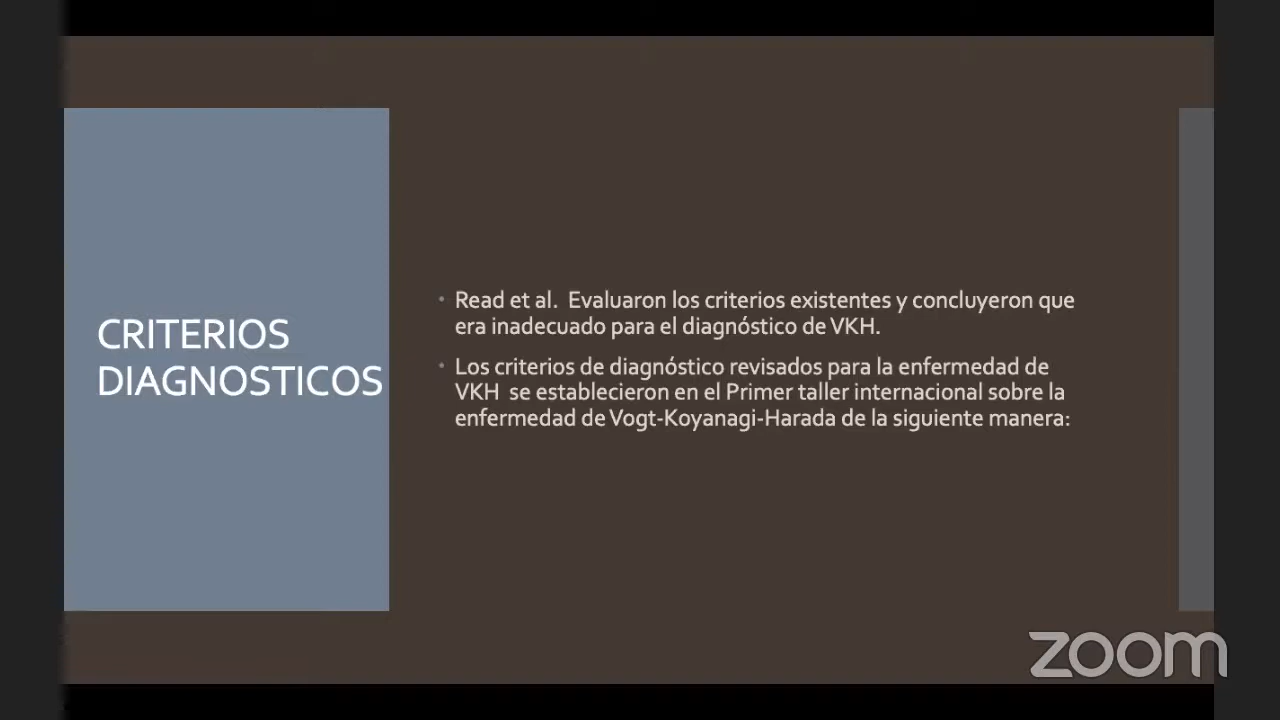 CRITERIOS
DIAGNOSTICOS
• Read et al.  Evaluaron los criterios existentes y concluyeron que
era inadecuado para el diagnóstico de VKH.
• Los criterios de diagnóstico revisados para la enfermedad de
VKH  se establecieron en el Primer taller internacional sobre la
enfermedad de Vogt-Koyanagi-Harada de la siguiente manera:
zoom